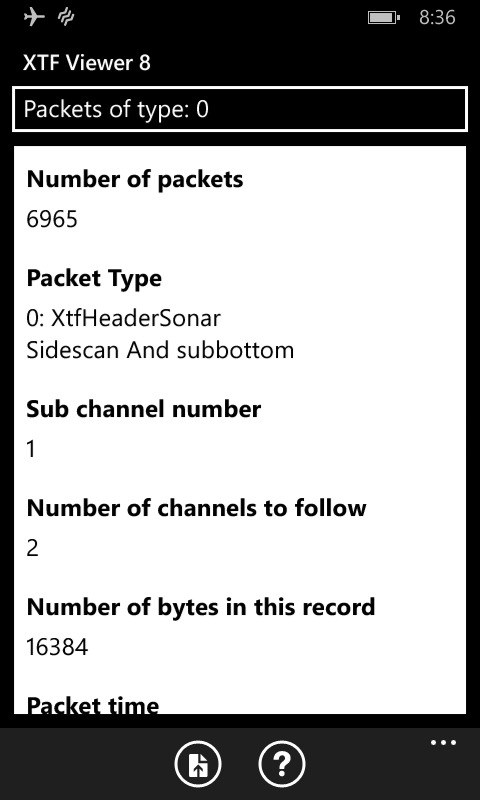 8:36
XTF Viewer 8
Packets of type: 0
Number of packets
6965
Packet Type
0: XtfHeaderSonar
Sidescan And subbottom
Sub channel number
1
Number of channels to follow
2
Number of bytes in this record
16384
Packet time
?
...